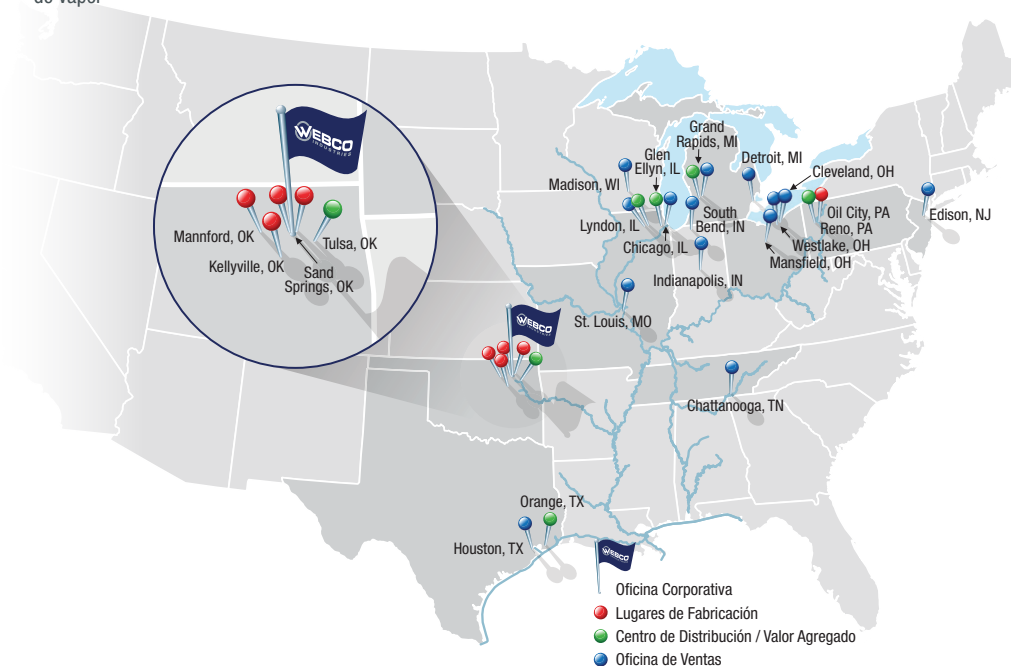 de vapor
WEBCO
INDUSTRIES
Mannford, OK
Kellyville, OK
Sand
Springs, OK
Tulsa, OK
WEBCO
Madison, WI
Glen
Ellyn, IL
Grand
Rapids, MI
Detroit, MI
Cleveland, OH
Lyndon, IL
Chicago, IL
South
Bend, IN
Oil City, PA
Reno, PA
Westlake, OH
Mansfield, OH
Edison, NJ
Indianapolis, IN
St. Louis, MO
Chattanooga, TN
Orange, TX
Houston, TX
WEBCO
Oficina Corporativa
Lugares de Fabricación
Centro de Distribución / Valor Agregado
Oficina de Ventas